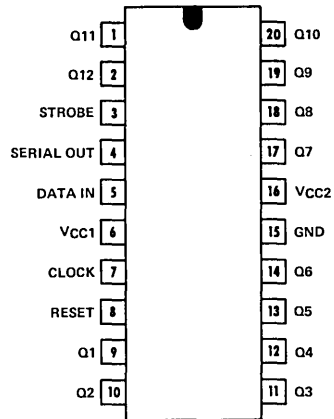 Q11 1 20 Q10
Q12 2 19 Q9
STROBE 3 18 Q8
SERIAL OUT 4 17 Q7
DATA IN 5 16 VCC2
VCC1 6 15 GND
CLOCK 7 14 Q6
RESET 8 13 Q5
Q1 9 12 Q4
Q2 10 11 Q3